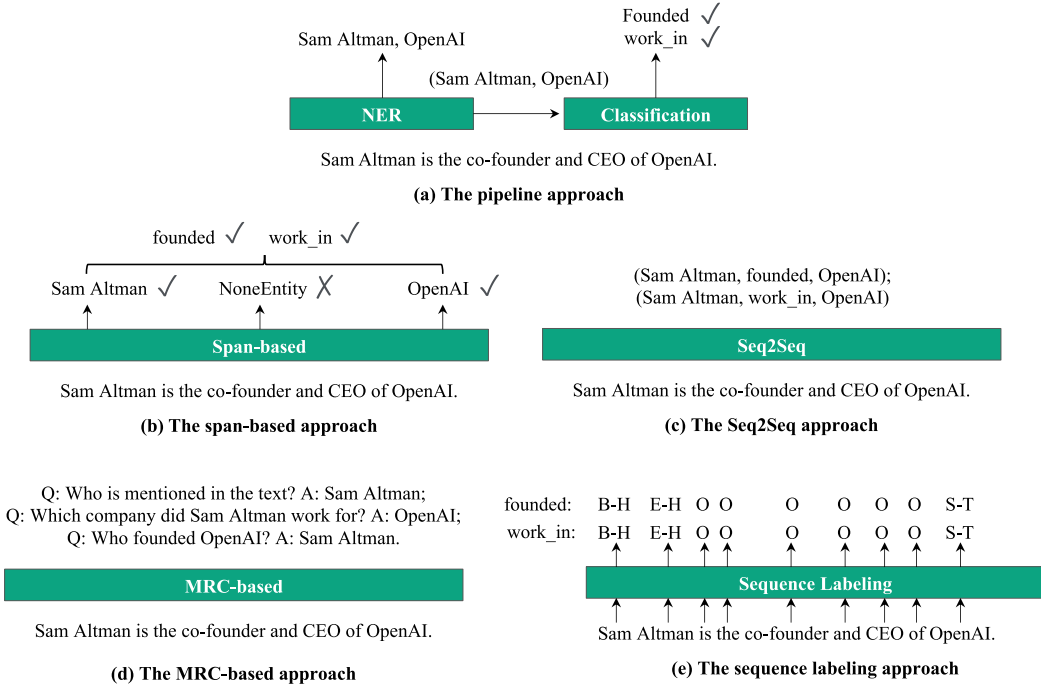 Founded ✓
Sam Altman, OpenAI work_in ✓
(Sam Altman, OpenAI)
NER Classification
Sam Altman is the co-founder and CEO of OpenAI.
(a) The pipeline approach
founded ✓ work_in ✓
Sam Altman ✓ NoneEntity ✗ OpenAI ✓
Span-based
Sam Altman is the co-founder and CEO of OpenAI.
(b) The span-based approach
(Sam Altman, founded, OpenAI);
(Sam Altman, work_in, OpenAI)
Seq2Seq
Sam Altman is the co-founder and CEO of OpenAI.
(c) The Seq2Seq approach
Q: Who is mentioned in the text? A: Sam Altman;
Q: Which company did Sam Altman work for? A: OpenAI;
Q: Who founded OpenAI? A: Sam Altman.
MRC-based
Sam Altman is the co-founder and CEO of OpenAI.
(d) The MRC-based approach
founded: B-H E-H O O O O O O S-T
work_in: B-H E-H O O O O O O S-T
Sequence Labeling
Sam Altman is the co-founder and CEO of OpenAI.
(e) The sequence labeling approach